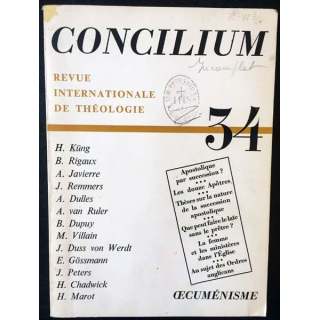 CONCILIUM
Incomplet
REVUE
INTERNATIONALE
DE THÉOLOGIE
34
H. Küng
B. Rigaux
A. Javierre
J. Remmers
A. Dulles
A. van Ruler
B. Dupuy
M. Villain
J. Duss von Werdt
E. Gössmann
J. Peters
H. Chadwick
H. Marot
Apostolique
par succession ?
***
Les douze Apôtres
***
Thèses sur la nature
de la succession
apostolique
***
Que peut faire le laïc
sans le prêtre ?
***
La femme
et les ministères
dans l'Église
***
Au sujet des Ordres
anglicans
ŒCUMÉNISME